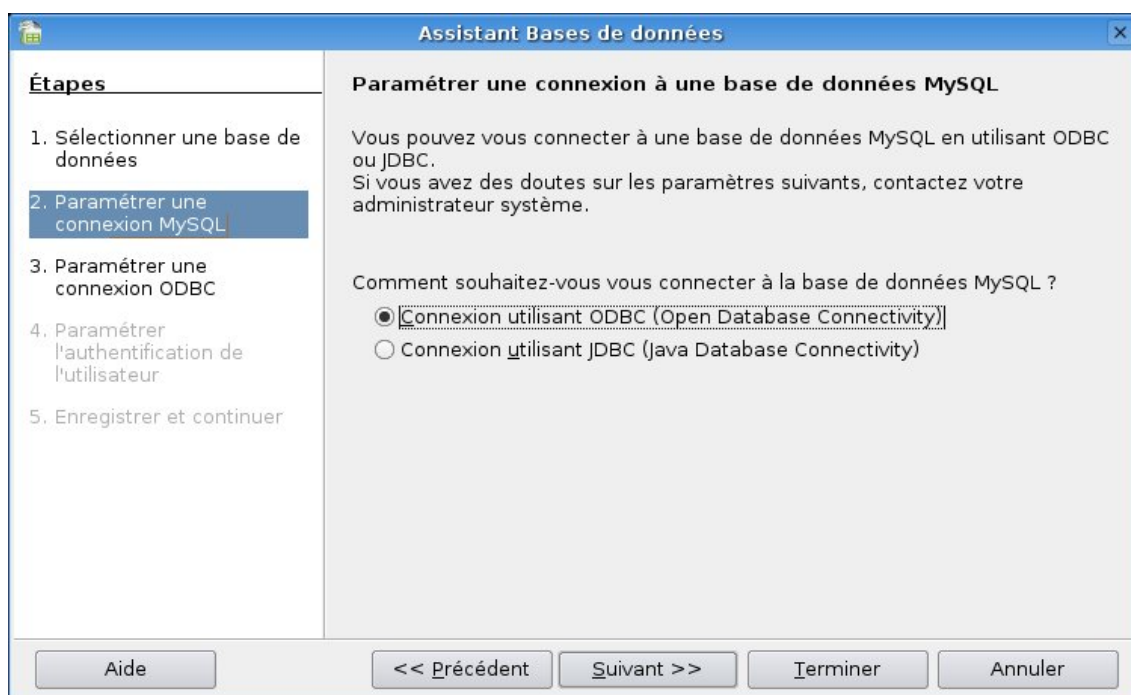 Assistant Bases de données
Étapes
1. Sélectionner une base de
données
2. Paramétrer une
connexion MySQL
3. Paramétrer une
connexion ODBC
4. Paramétrer
l'authentification de
l'utilisateur
5. Enregistrer et continuer
Paramétrer une connexion à une base de données MySQL
Vous pouvez vous connecter à une base de données MySQL en utilisant ODBC
ou JDBC.
Si vous avez des doutes sur les paramètres suivants, contactez votre
administrateur système.
Comment souhaitez-vous vous connecter à la base de données MySQL ?
Connexion utilisant ODBC (Open Database Connectivity)
Connexion utilisant JDBC (Java Database Connectivity)
Aide
<< Précédent
Suivant >>
Terminer
Annuler